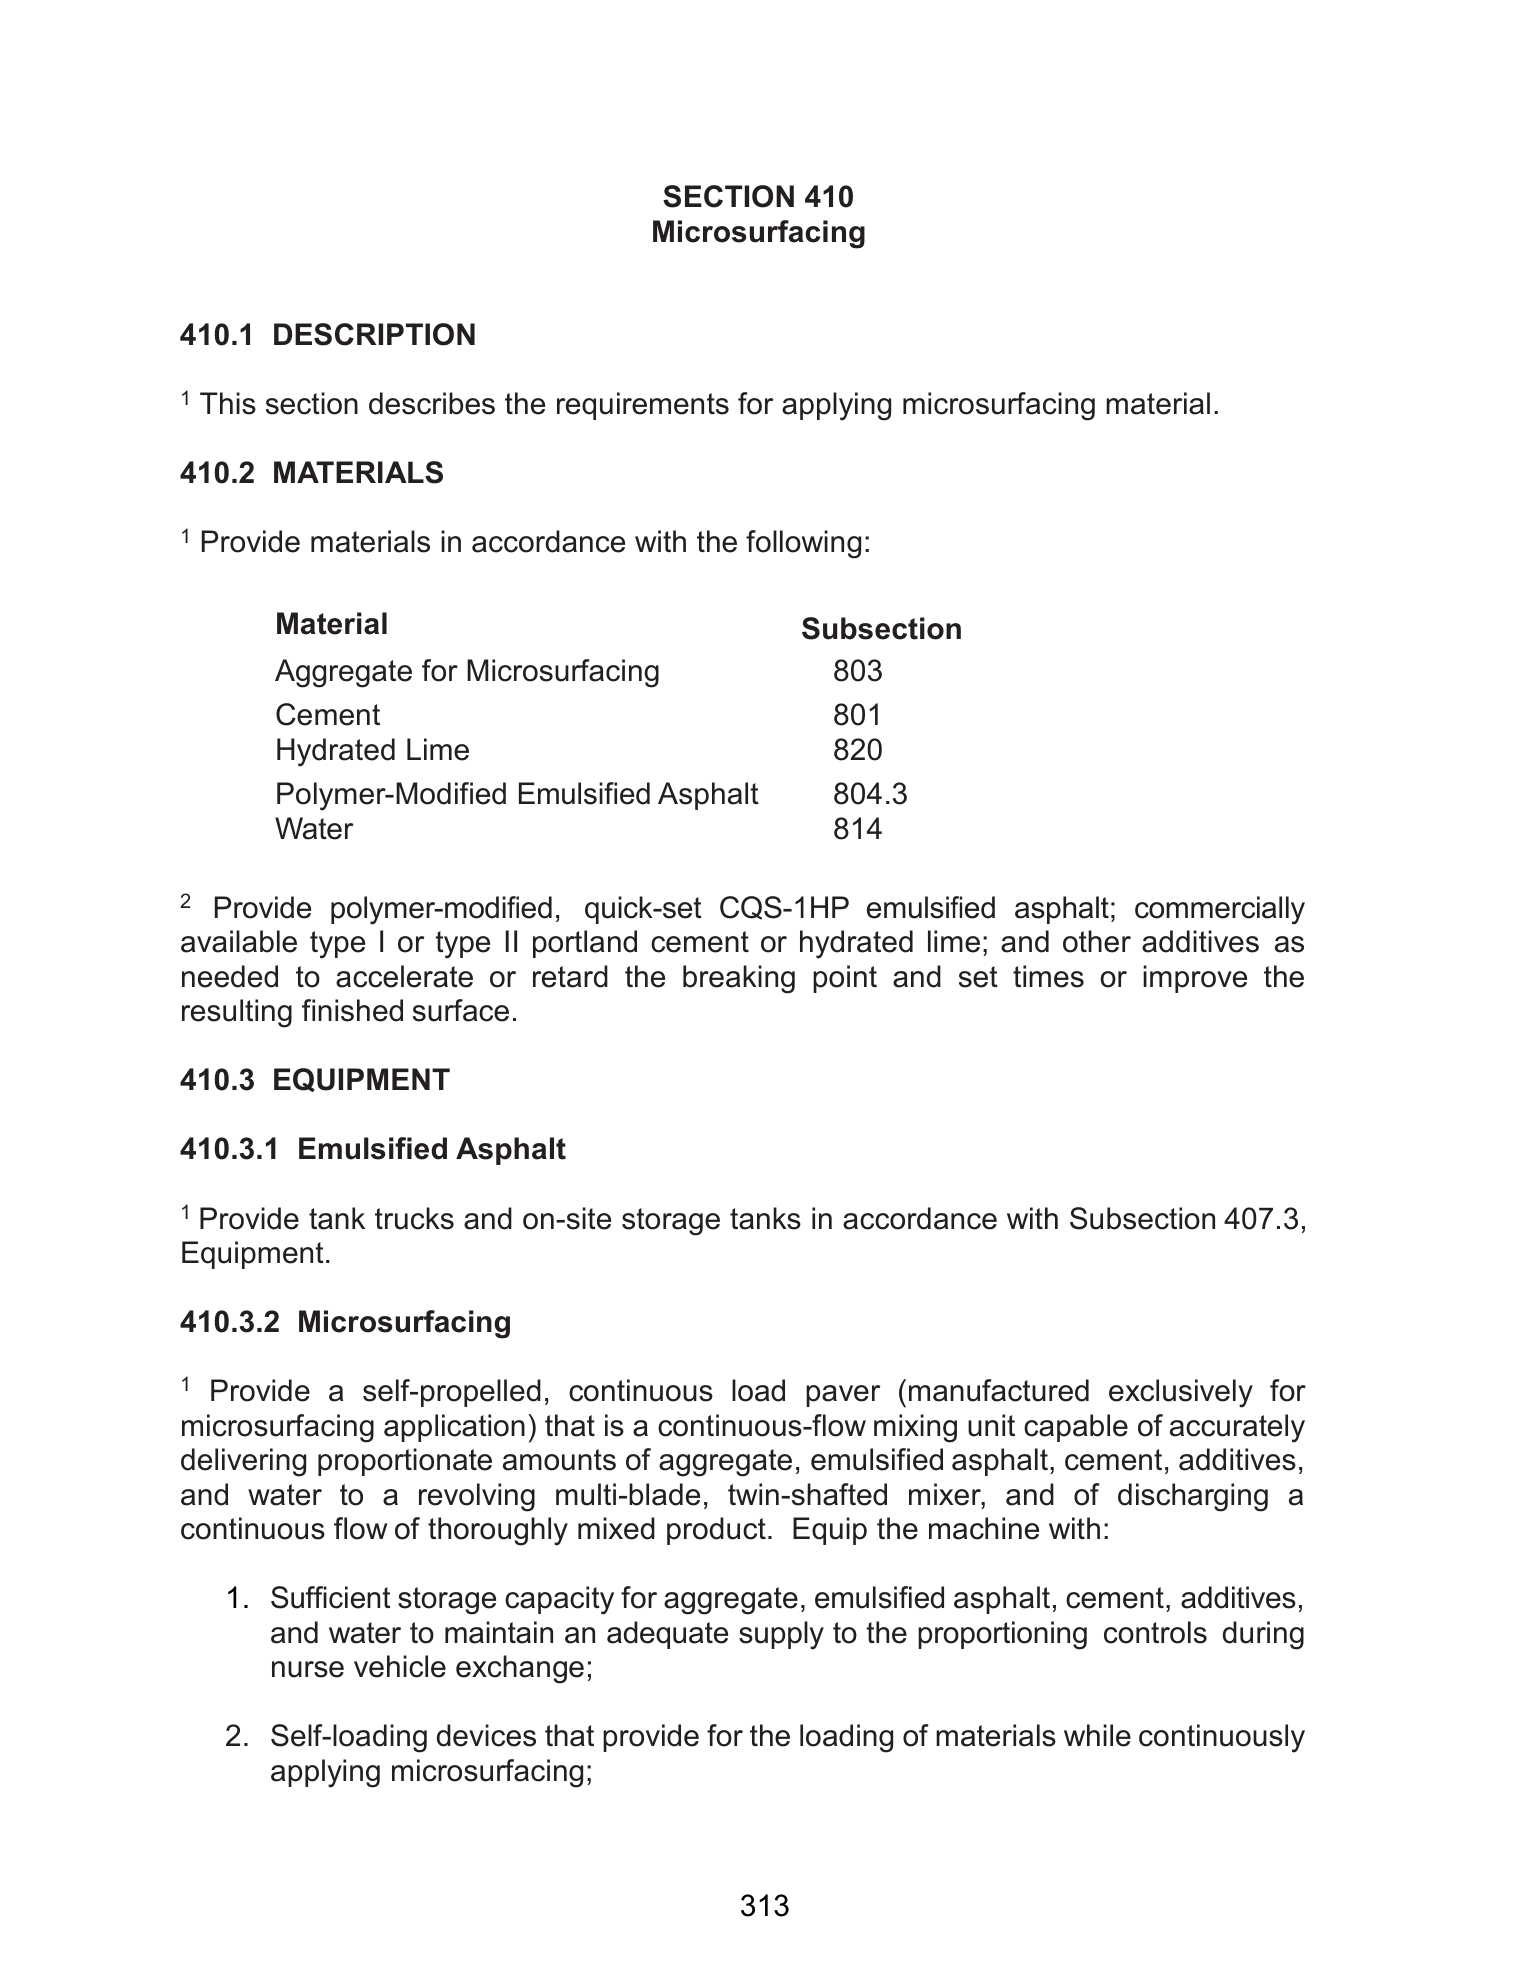 SECTION 410
Microsurfacing
410.1 DESCRIPTION
1 This section describes the requirements for applying microsurfacing material.
410.2 MATERIALS
1 Provide materials in accordance with the following:
Material Subsection
Aggregate for Microsurfacing 803
Cement 801
Hydrated Lime 820
Polymer-Modified Emulsified Asphalt 804.3
Water 814
2 Provide polymer-modified, quick-set CQS-1HP emulsified asphalt; commercially
available type I or type II portland cement or hydrated lime; and other additives as
needed to accelerate or retard the breaking point and set times or improve the
resulting finished surface.
410.3 EQUIPMENT
410.3.1 Emulsified Asphalt
1 Provide tank trucks and on-site storage tanks in accordance with Subsection 407.3,
Equipment.
410.3.2 Microsurfacing
1 Provide a self-propelled, continuous load paver (manufactured exclusively for
microsurfacing application) that is a continuous-flow mixing unit capable of accurately
delivering proportionate amounts of aggregate, emulsified asphalt, cement, additives,
and water to a revolving multi-blade, twin-shafted mixer, and of discharging a
continuous flow of thoroughly mixed product. Equip the machine with:
1. Sufficient storage capacity for aggregate, emulsified asphalt, cement, additives,
and water to maintain an adequate supply to the proportioning controls during
nurse vehicle exchange;
2. Self-loading devices that provide for the loading of materials while continuously
applying microsurfacing;
313